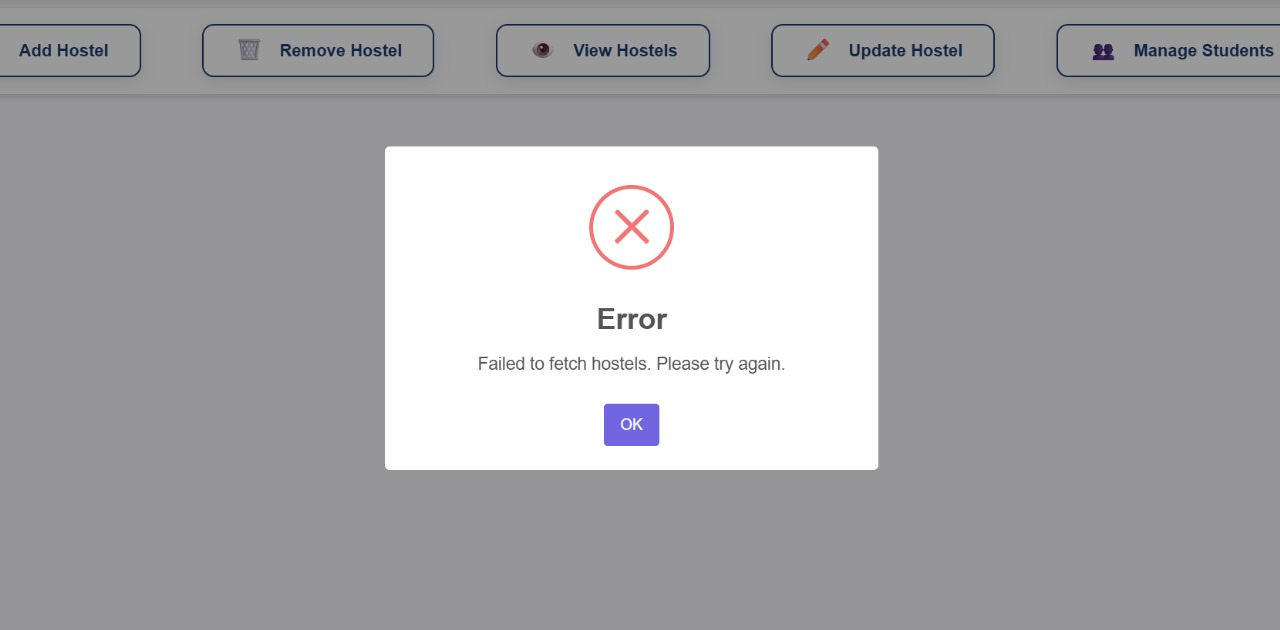 Add Hostel
Remove Hostel
View Hostels
Update Hostel
Manage Students
Error
Failed to fetch hostels. Please try again.
OK